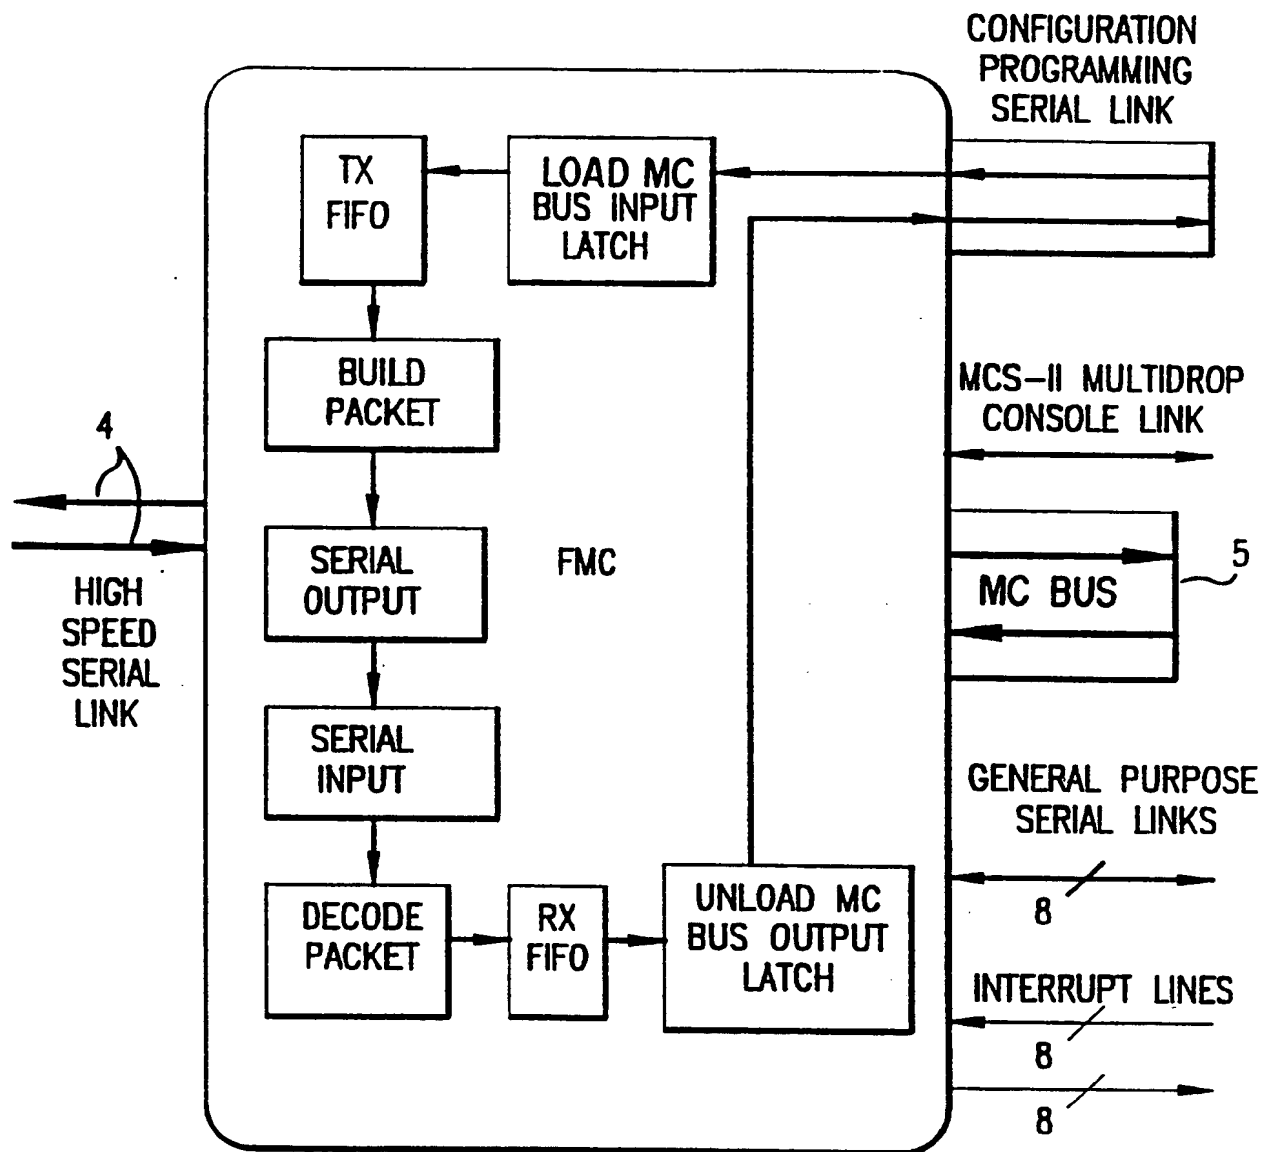 CONFIGURATION
PROGRAMMING
SERIAL LINK
TX
FIFO
LOAD MC
BUS INPUT
LATCH
BUILD
PACKET
MCS-II MULTIDROP
CONSOLE LINK
4
SERIAL
OUTPUT
FMC
MC BUS
5
HIGH
SPEED
SERIAL
LINK
SERIAL
INPUT
GENERAL PURPOSE
SERIAL LINKS
8
DECODE
PACKET
RX
FIFO
UNLOAD MC
BUS OUTPUT
LATCH
INTERRUPT LINES
8
8